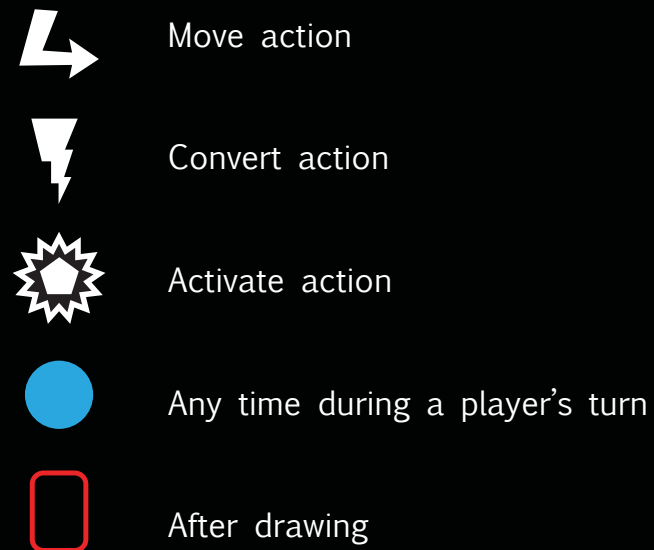 Move action
Convert action
Activate action
Any time during a player's turn
After drawing